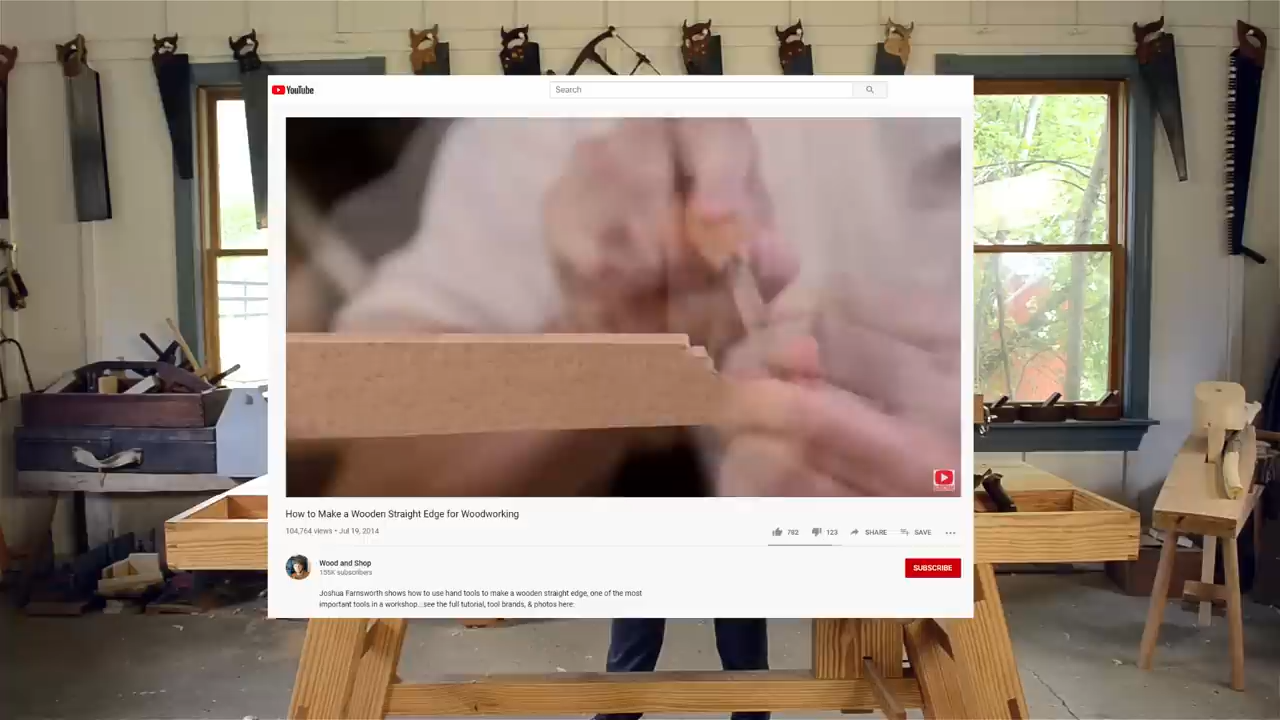 YouTube
Search
How to Make a Wooden Straight Edge for Woodworking
104,764 views • Jul 19, 2014
782
123
SHARE
SAVE
Wood and Shop
155K subscribers
SUBSCRIBE
Joshua Farnsworth shows how to use hand tools to make a wooden straight edge, one of the most
important tools in a workshop...see the full tutorial, tool brands, & photos here: